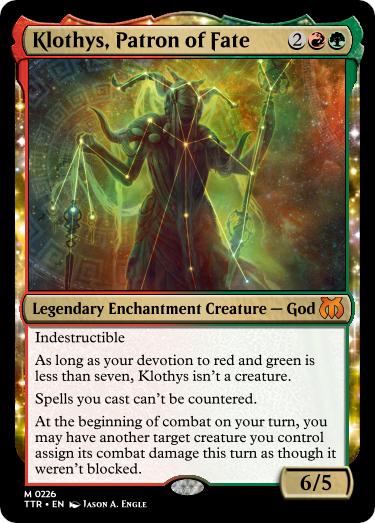 Klothys, Patron of Fate 2
Legendary Enchantment Creature — God
Indestructible
As long as your devotion to red and green is
less than seven, Klothys isn't a creature.
Spells you cast can't be countered.
At the beginning of combat on your turn, you
may have another target creature you control
assign its combat damage this turn as though it
weren't blocked.
6/5
M 0226
TTR • EN Jason A. Engle